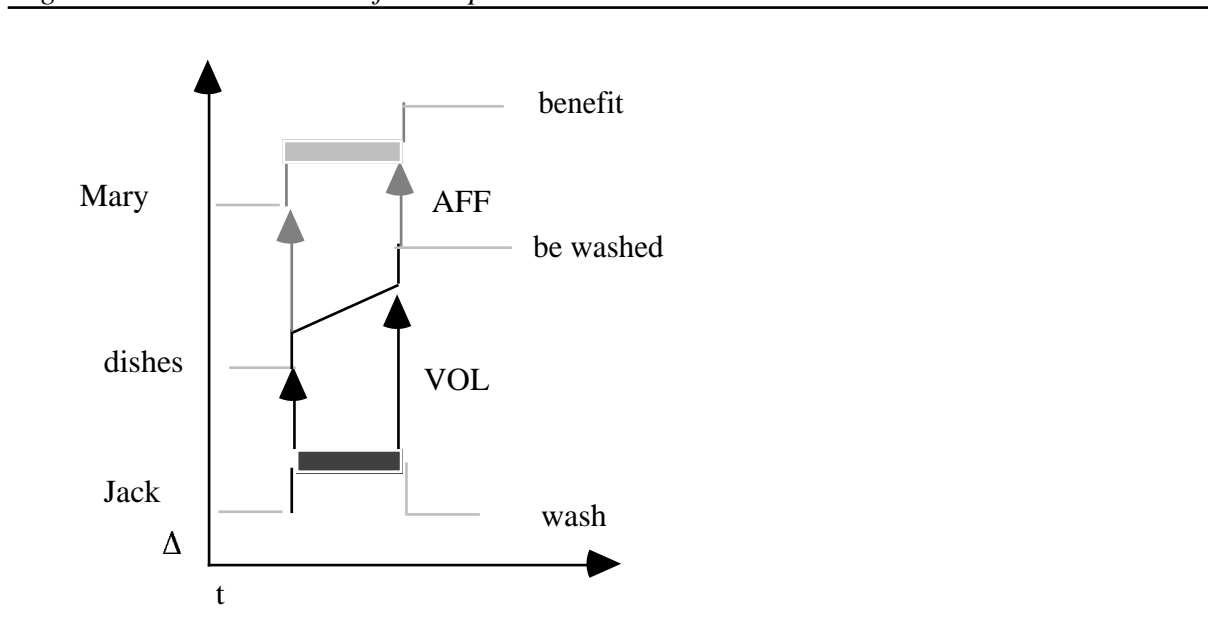 benefit
Mary
AFF
be washed
dishes
VOL
Jack
wash
Δ
t